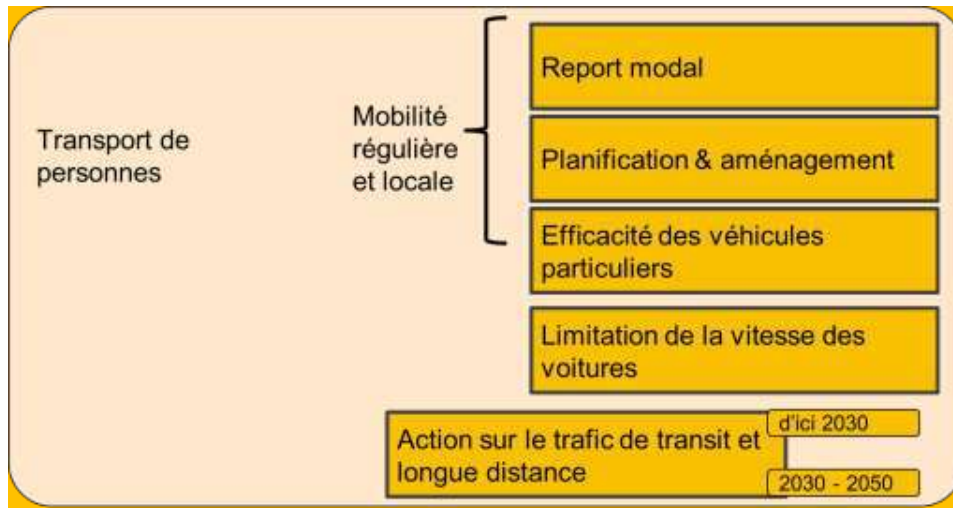 Transport de
personnes
Mobilité
régulière
et locale
Report modal
Planification & aménagement
Efficacité des véhicules
particuliers
Limitation de la vitesse des
voitures
Action sur le trafic de transit et
longue distance
d'ici 2030
2030 - 2050